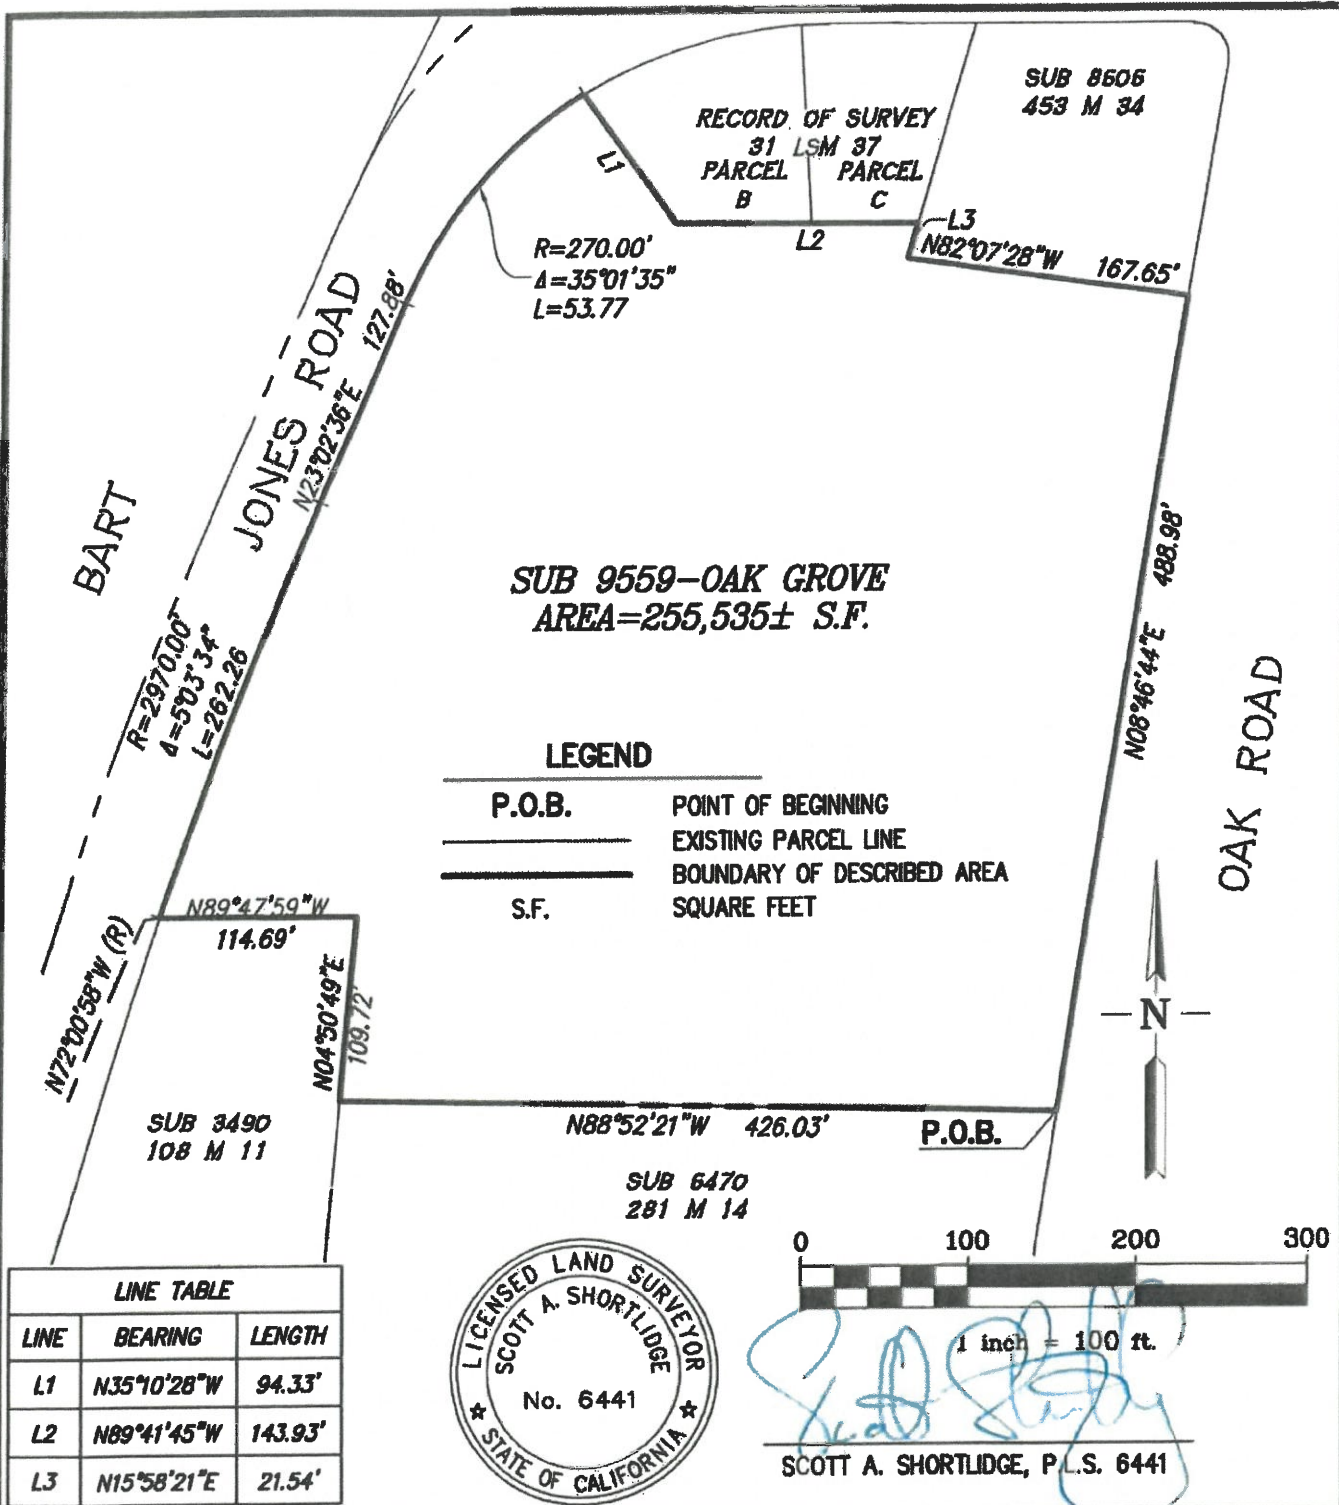 SUB 8606
453 M 34
RECORD OF SURVEY
31 LSM 37
PARCEL PARCEL
B C
L1
L2
L3
N82°07'28"W 167.65'
R=270.00'
Δ=35°01'35"
L=53.77
N23°02'36"E 127.88'
BART
JONES ROAD
SUB 9559-OAK GROVE
AREA=255,535± S.F.
N08°46'44"E 488.98'
OAK ROAD
R=2970.00'
Δ=5°03'34"
L=262.26
LEGEND
P.O.B. POINT OF BEGINNING
EXISTING PARCEL LINE
BOUNDARY OF DESCRIBED AREA
S.F. SQUARE FEET
N89°47'59"W
114.69'
N72°00'58"W (R)
N04°50'49"E
109.72'
N
N88°52'21"W 426.03'
P.O.B.
SUB 3490
108 M 11
SUB 6470
281 M 14
0 100 200 300
1 inch = 100 ft.
LINE TABLE
LINE BEARING LENGTH
L1 N35°10'28"W 94.33'
L2 N89°41'45"W 143.93'
L3 N15°58'21"E 21.54'
LICENSED LAND SURVEYOR
SCOTT A. SHORTLIDGE
No. 6441
STATE OF CALIFORNIA
SCOTT A. SHORTLIDGE, P.L.S. 6441